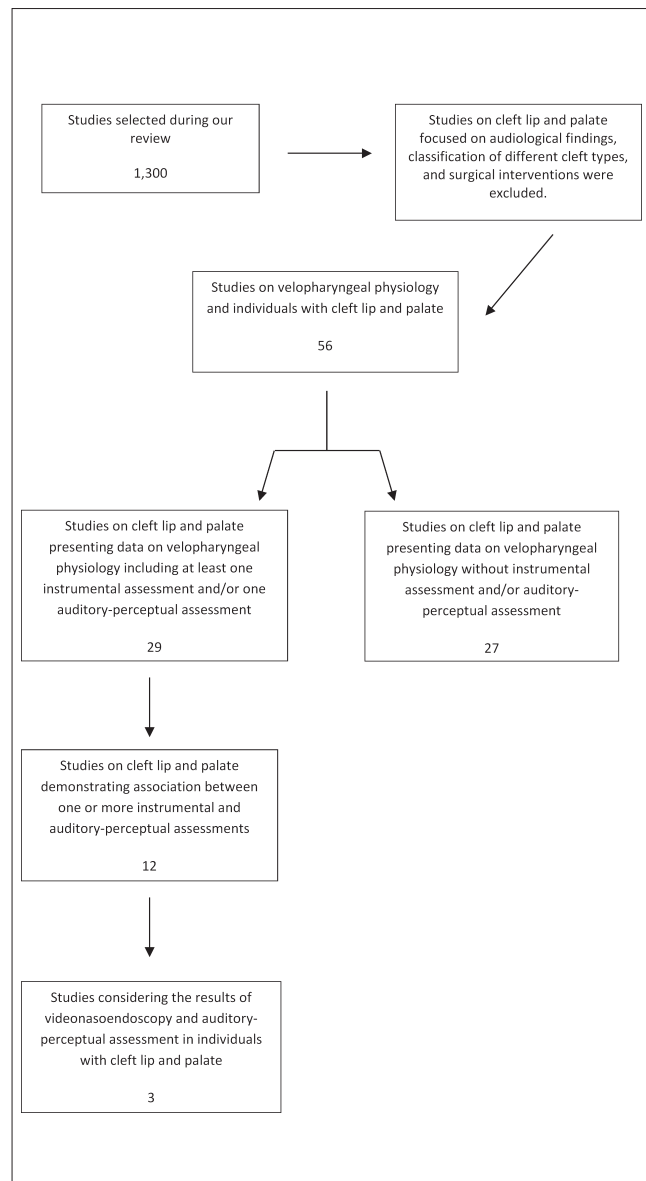 Studies selected during our
review
1,300
Studies on cleft lip and palate
focused on audiological findings,
classification of different cleft types,
and surgical interventions were
excluded.
Studies on velopharyngeal physiology
and individuals with cleft lip and palate
56
Studies on cleft lip and palate
presenting data on velopharyngeal
physiology including at least one
instrumental assessment and/or one
auditory-perceptual assessment
29
Studies on cleft lip and palate
presenting data on velopharyngeal
physiology without instrumental
assessment and/or auditory-
perceptual assessment
27
Studies on cleft lip and palate
demonstrating association between
one or more instrumental and
auditory-perceptual assessments
12
Studies considering the results of
videonasoendoscopy and auditory-
perceptual assessment in individuals
with cleft lip and palate
3